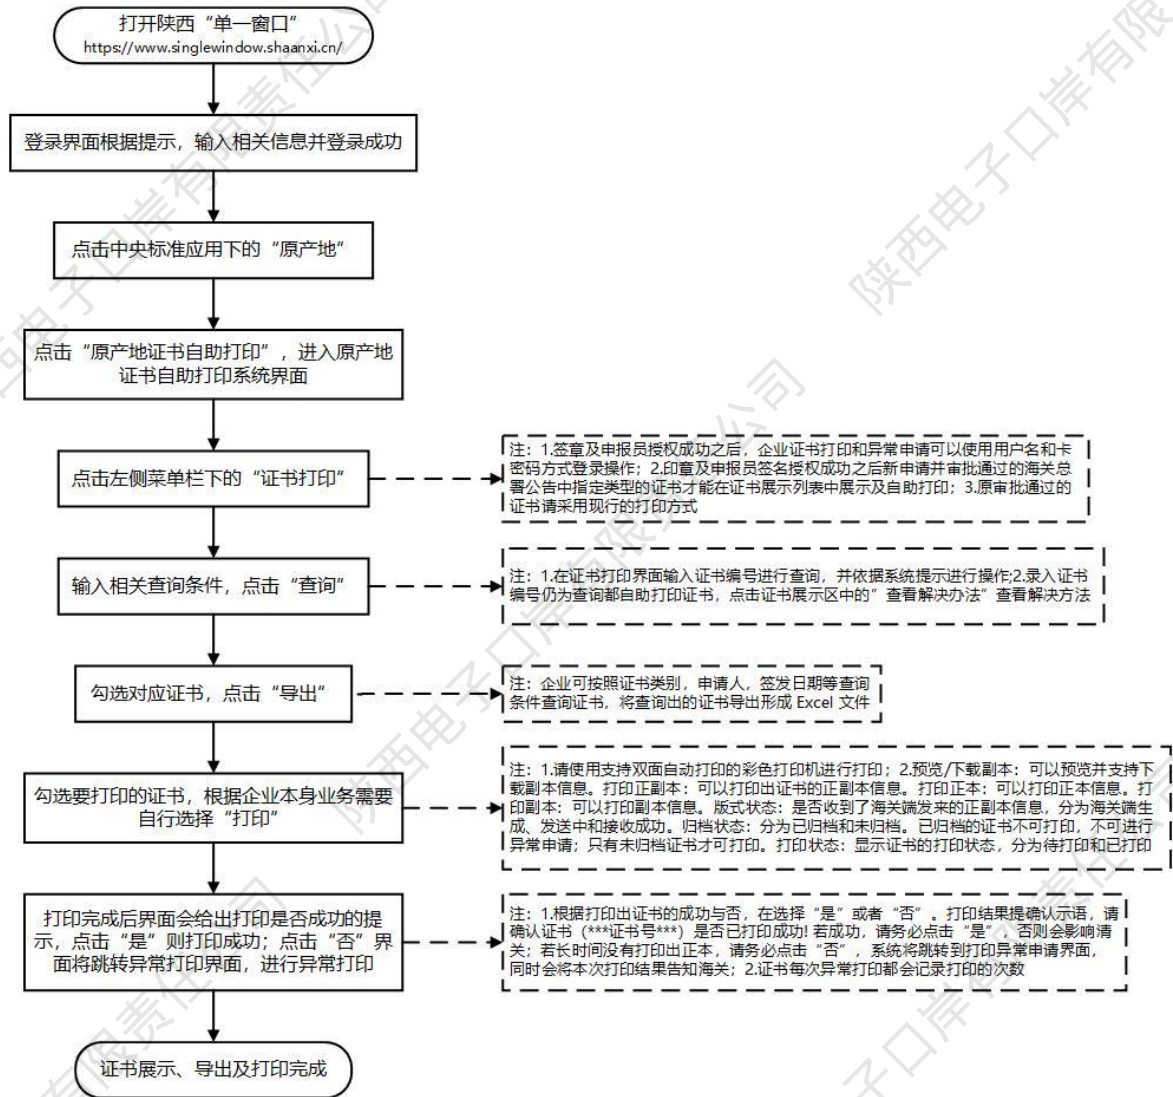 打开陕西“单一窗口”
https://www.singlewindow.shaanxi.cn/
登录界面根据提示，输入相关信息并登录成功
点击中央标准应用下的“原产地”
点击“原产地证书自助打印”，进入原产地
证书自助打印系统界面
点击左侧菜单栏下的“证书打印”
注：1.签章及申报员授权成功之后，企业证书打印和异常申请可以使用用户名和卡
密码方式登录操作；2.印章及申报员签名授权成功之后新申请并审批通过的海关总
署公告中指定类型的证书才能在证书展示列表中展示及自助打印；3.原审批通过的
证书请采用现行的打印方式
输入相关查询条件，点击“查询”
注：1.在证书打印界面输入证书编号进行查询，并依据系统提示进行操作;2.录入证书
编号仍为查询都自助打印证书，点击证书展示区中的”查看解决办法”查看解决方法
勾选对应证书，点击“导出”
注：企业可按照证书类别，申请人，签发日期等查询
条件查询证书，将查询出的证书导出形成 Excel 文件
勾选要打印的证书，根据企业本身业务需要
自行选择“打印”
注：1.请使用支持双面自动打印的彩色打印机进行打印；2.预览/下载副本：可以预览并支持下
载副本信息。打印正副本：可以打印出证书的正副本信息。打印正本：可以打印正本信息。打
印副本：可以打印副本信息。版式状态：是否收到了海关端发来的正副本信息，分为海关端生
成、发送中和接收成功。归档状态：分为已归档和未归档。已归档的证书不可打印，不可进行
异常申请；只有未归档证书才可打印。打印状态：显示证书的打印状态，分为待打印和已打印
打印完成后界面会给出打印是否成功的提
示，点击“是”则打印成功；点击“否”界
面将跳转异常打印界面，进行异常打印
注：1.根据打印出证书的成功与否，在选择“是”或者“否”。打印结果提确认示语，请
确认证书（***证书号***）是否已打印成功! 若成功，请务必点击“是”，否则会影响清
关；若长时间没有打印出正本，请务必点击“否”，系统将跳转到打印异常申请界面，
同时会将本次打印结果告知海关；2.证书每次异常打印都会记录打印的次数
证书展示、导出及打印完成
陕西电子口岸有限责任公司